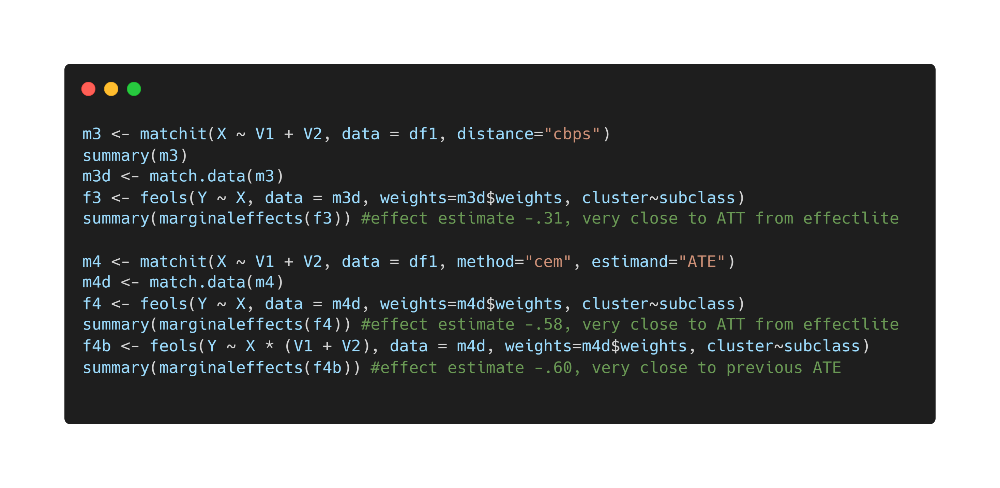 m3 <- matchit(X ~ V1 + V2, data = df1, distance="cbps")
summary(m3)
m3d <- match.data(m3)
f3 <- feols(Y ~ X, data = m3d, weights=m3d$weights, cluster~subclass)
summary(marginaleffects(f3)) #effect estimate -.31, very close to ATT from effectlite
m4 <- matchit(X ~ V1 + V2, data = df1, method="cem", estimand="ATE")
m4d <- match.data(m4)
f4 <- feols(Y ~ X, data = m4d, weights=m4d$weights, cluster~subclass)
summary(marginaleffects(f4)) #effect estimate -.58, very close to ATT from effectlite
f4b <- feols(Y ~ X * (V1 + V2), data = m4d, weights=m4d$weights, cluster~subclass)
summary(marginaleffects(f4b)) #effect estimate -.60, very close to previous ATE